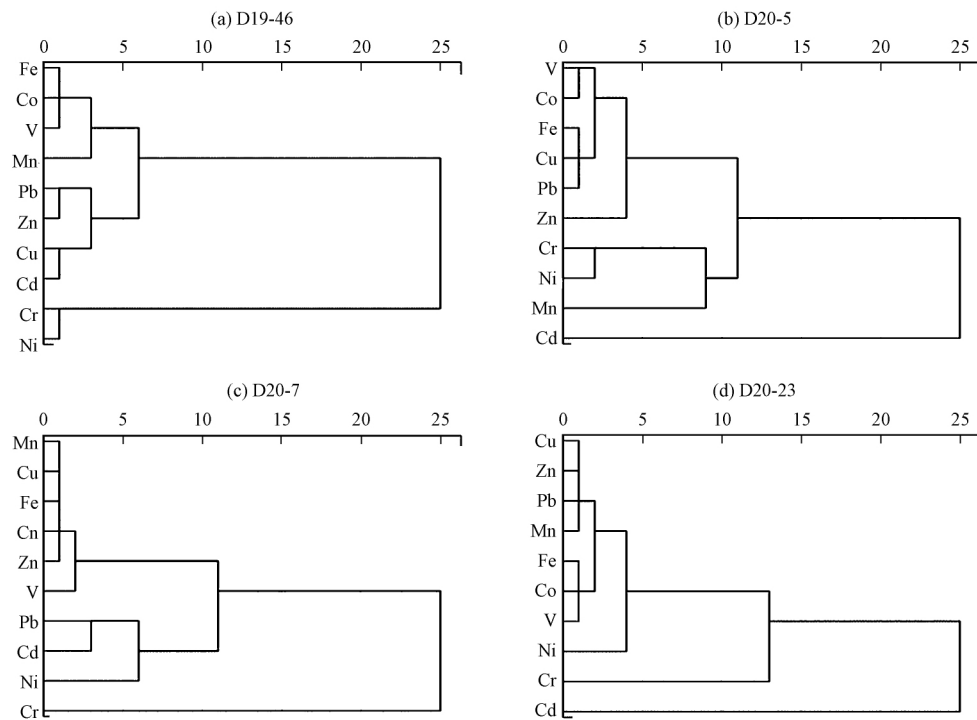 (a) D19-46
0 5 10 15 20 25
Fe
Co
V
Mn
Pb
Zn
Cu
Cd
Cr
Ni
(b) D20-5
0 5 10 15 20 25
V
Co
Fe
Cu
Pb
Zn
Cr
Ni
Mn
Cd
(c) D20-7
0 5 10 15 20 25
Mn
Cu
Fe
Cn
Zn
V
Pb
Cd
Ni
Cr
(d) D20-23
0 5 10 15 20 25
Cu
Zn
Pb
Mn
Fe
Co
V
Ni
Cr
Cd